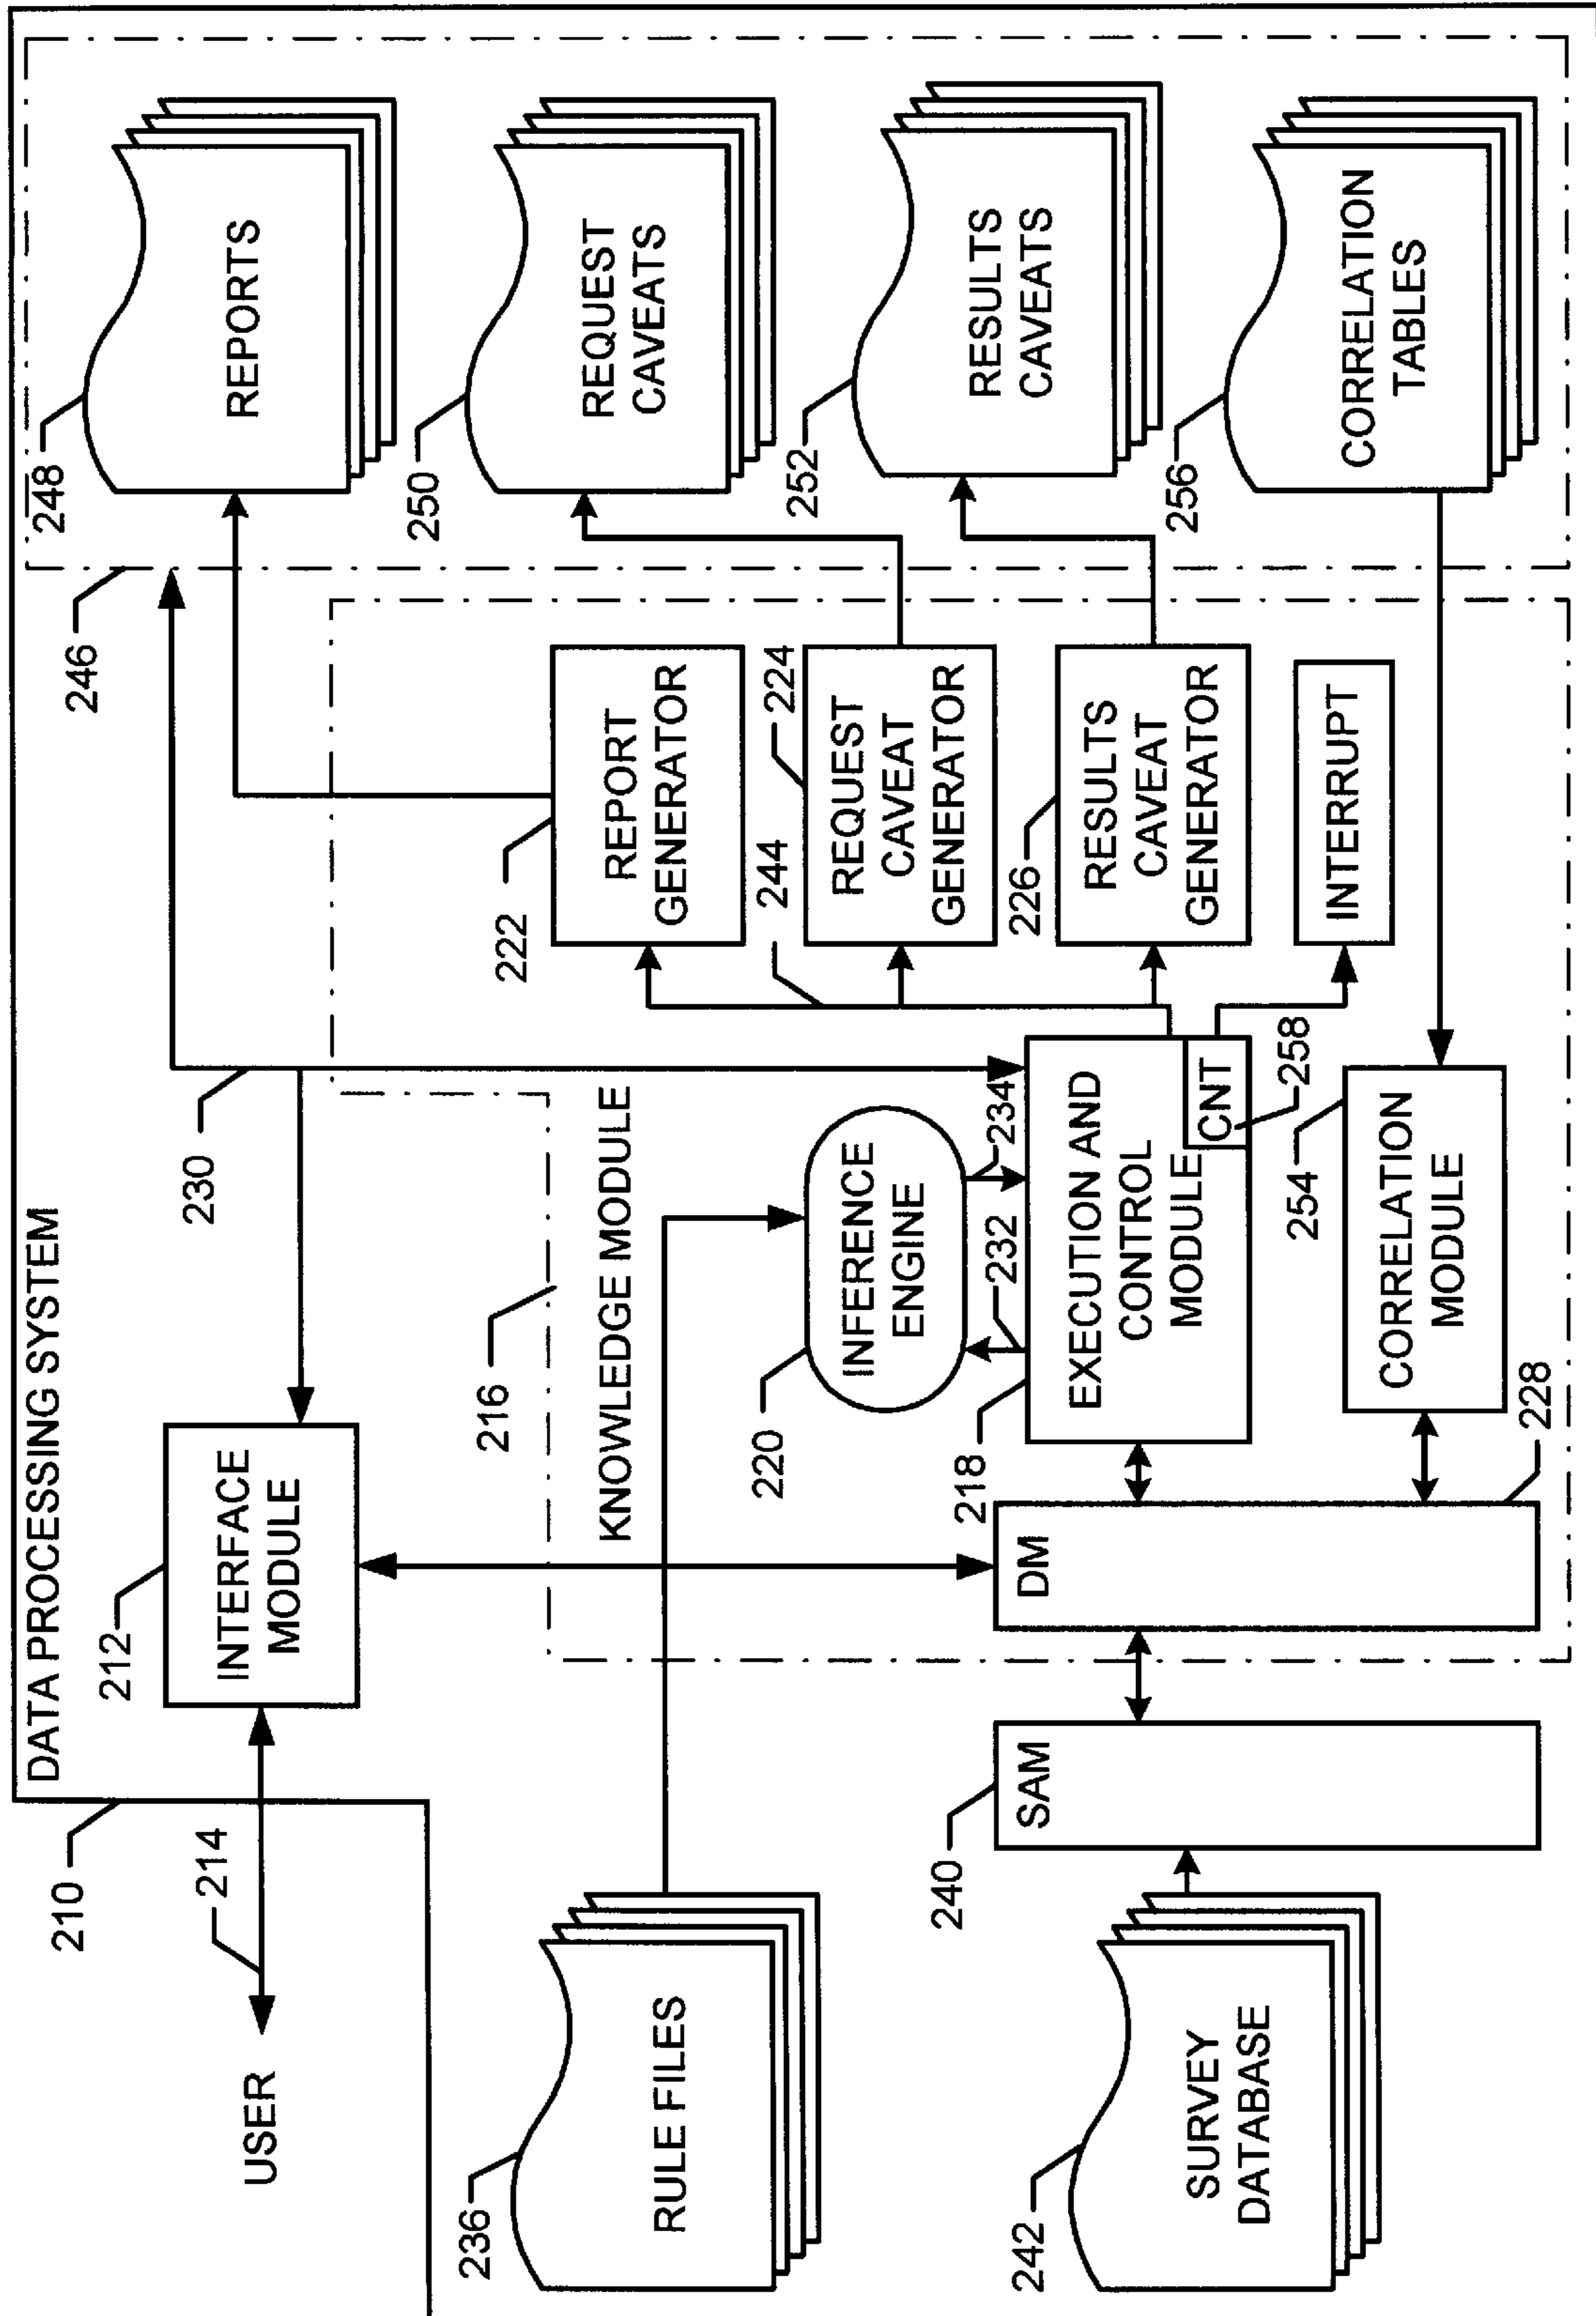 DATA PROCESSING SYSTEM
210
214
USER
212
INTERFACE
MODULE
230
246
248
REPORTS
216
KNOWLEDGE MODULE
236
RULE FILES
220
INFERENCE
ENGINE
222
REPORT
GENERATOR
250
REQUEST
CAVEATS
232
234
244
224
REQUEST
CAVEAT
GENERATOR
242
SURVEY
DATABASE
240
SAM
DM
218
EXECUTION AND
CONTROL
MODULE
CNT
258
226
RESULTS
CAVEAT
GENERATOR
252
RESULTS
CAVEATS
228
254
CORRELATION
MODULE
INTERRUPT
256
CORRELATION
TABLES